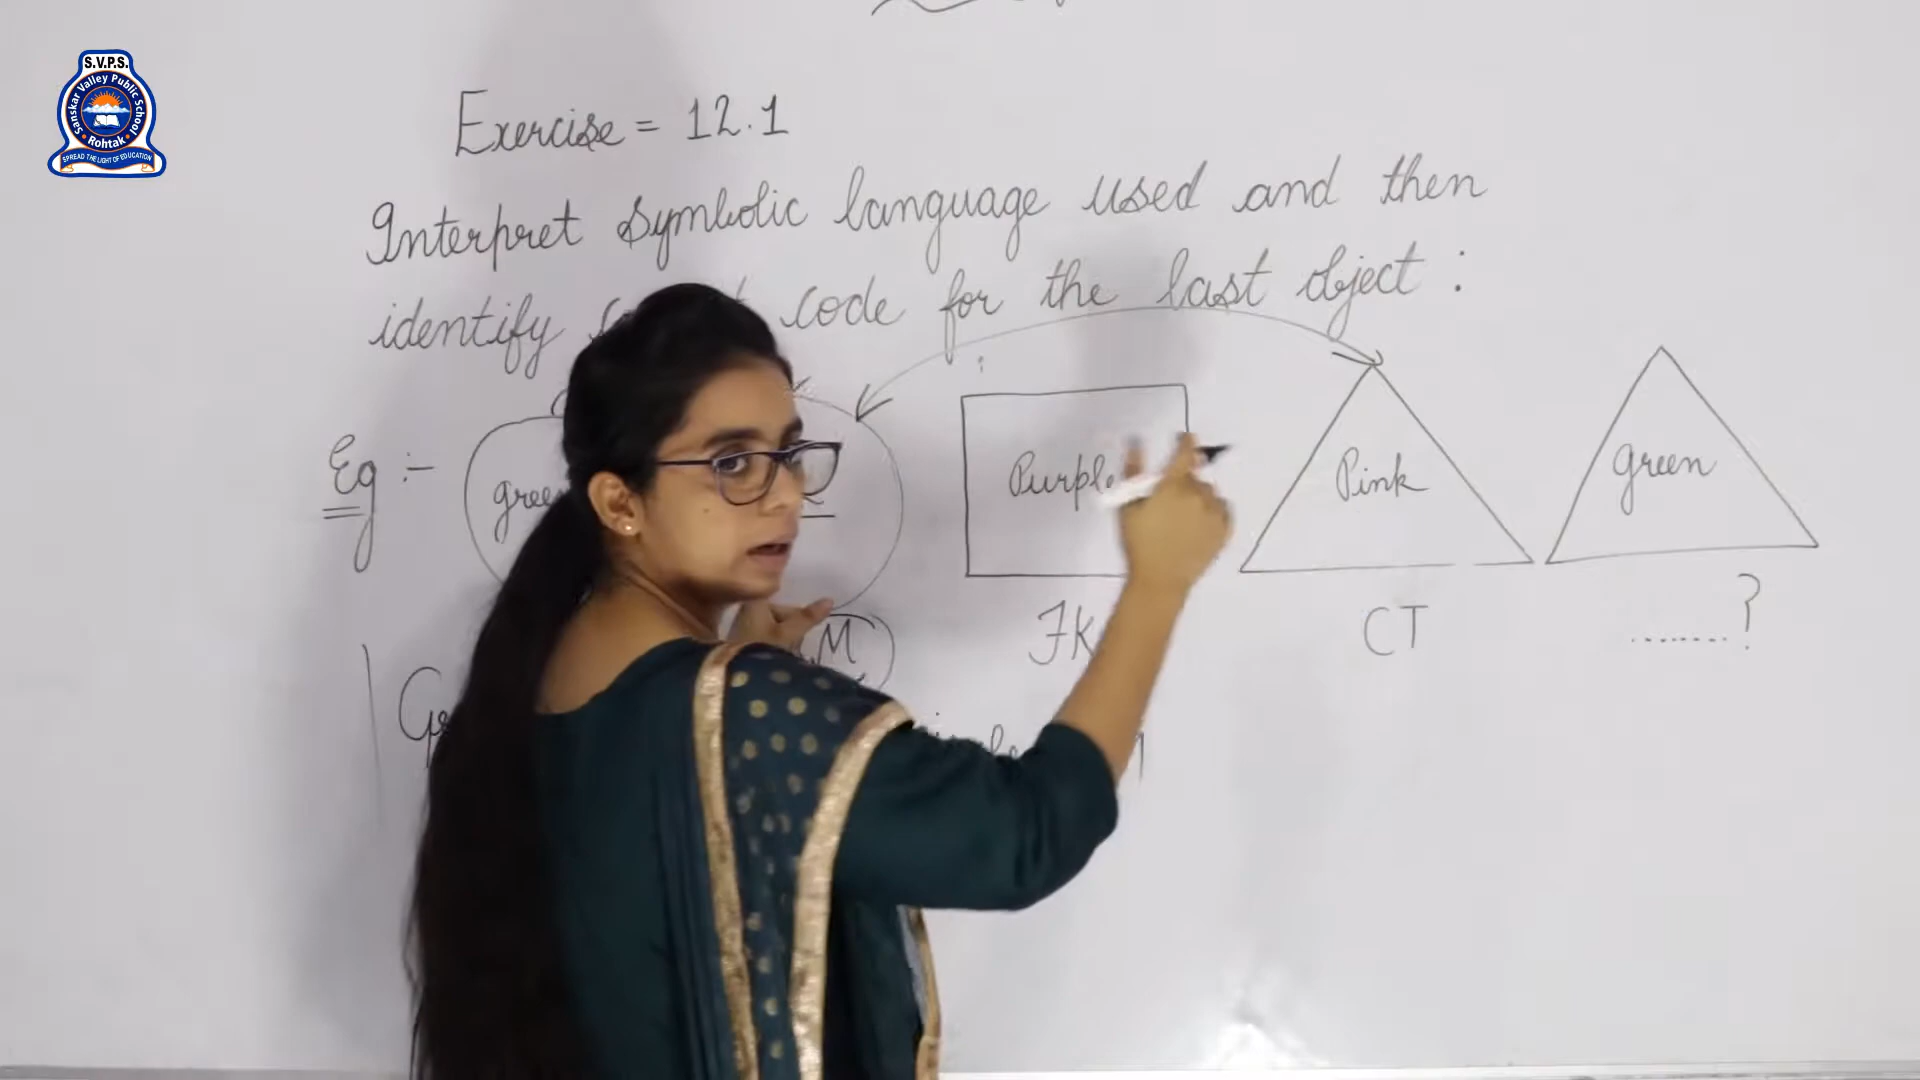 S.V.P.S.
Sanskar Valley Public School
Rohtak
SPREAD THE LIGHT OF EDUCATION
Exercise = 12.1
Interpret symbolic language used and then
identify code for the last object :
Eg :- green Purple Pink green
M FK CT ........?